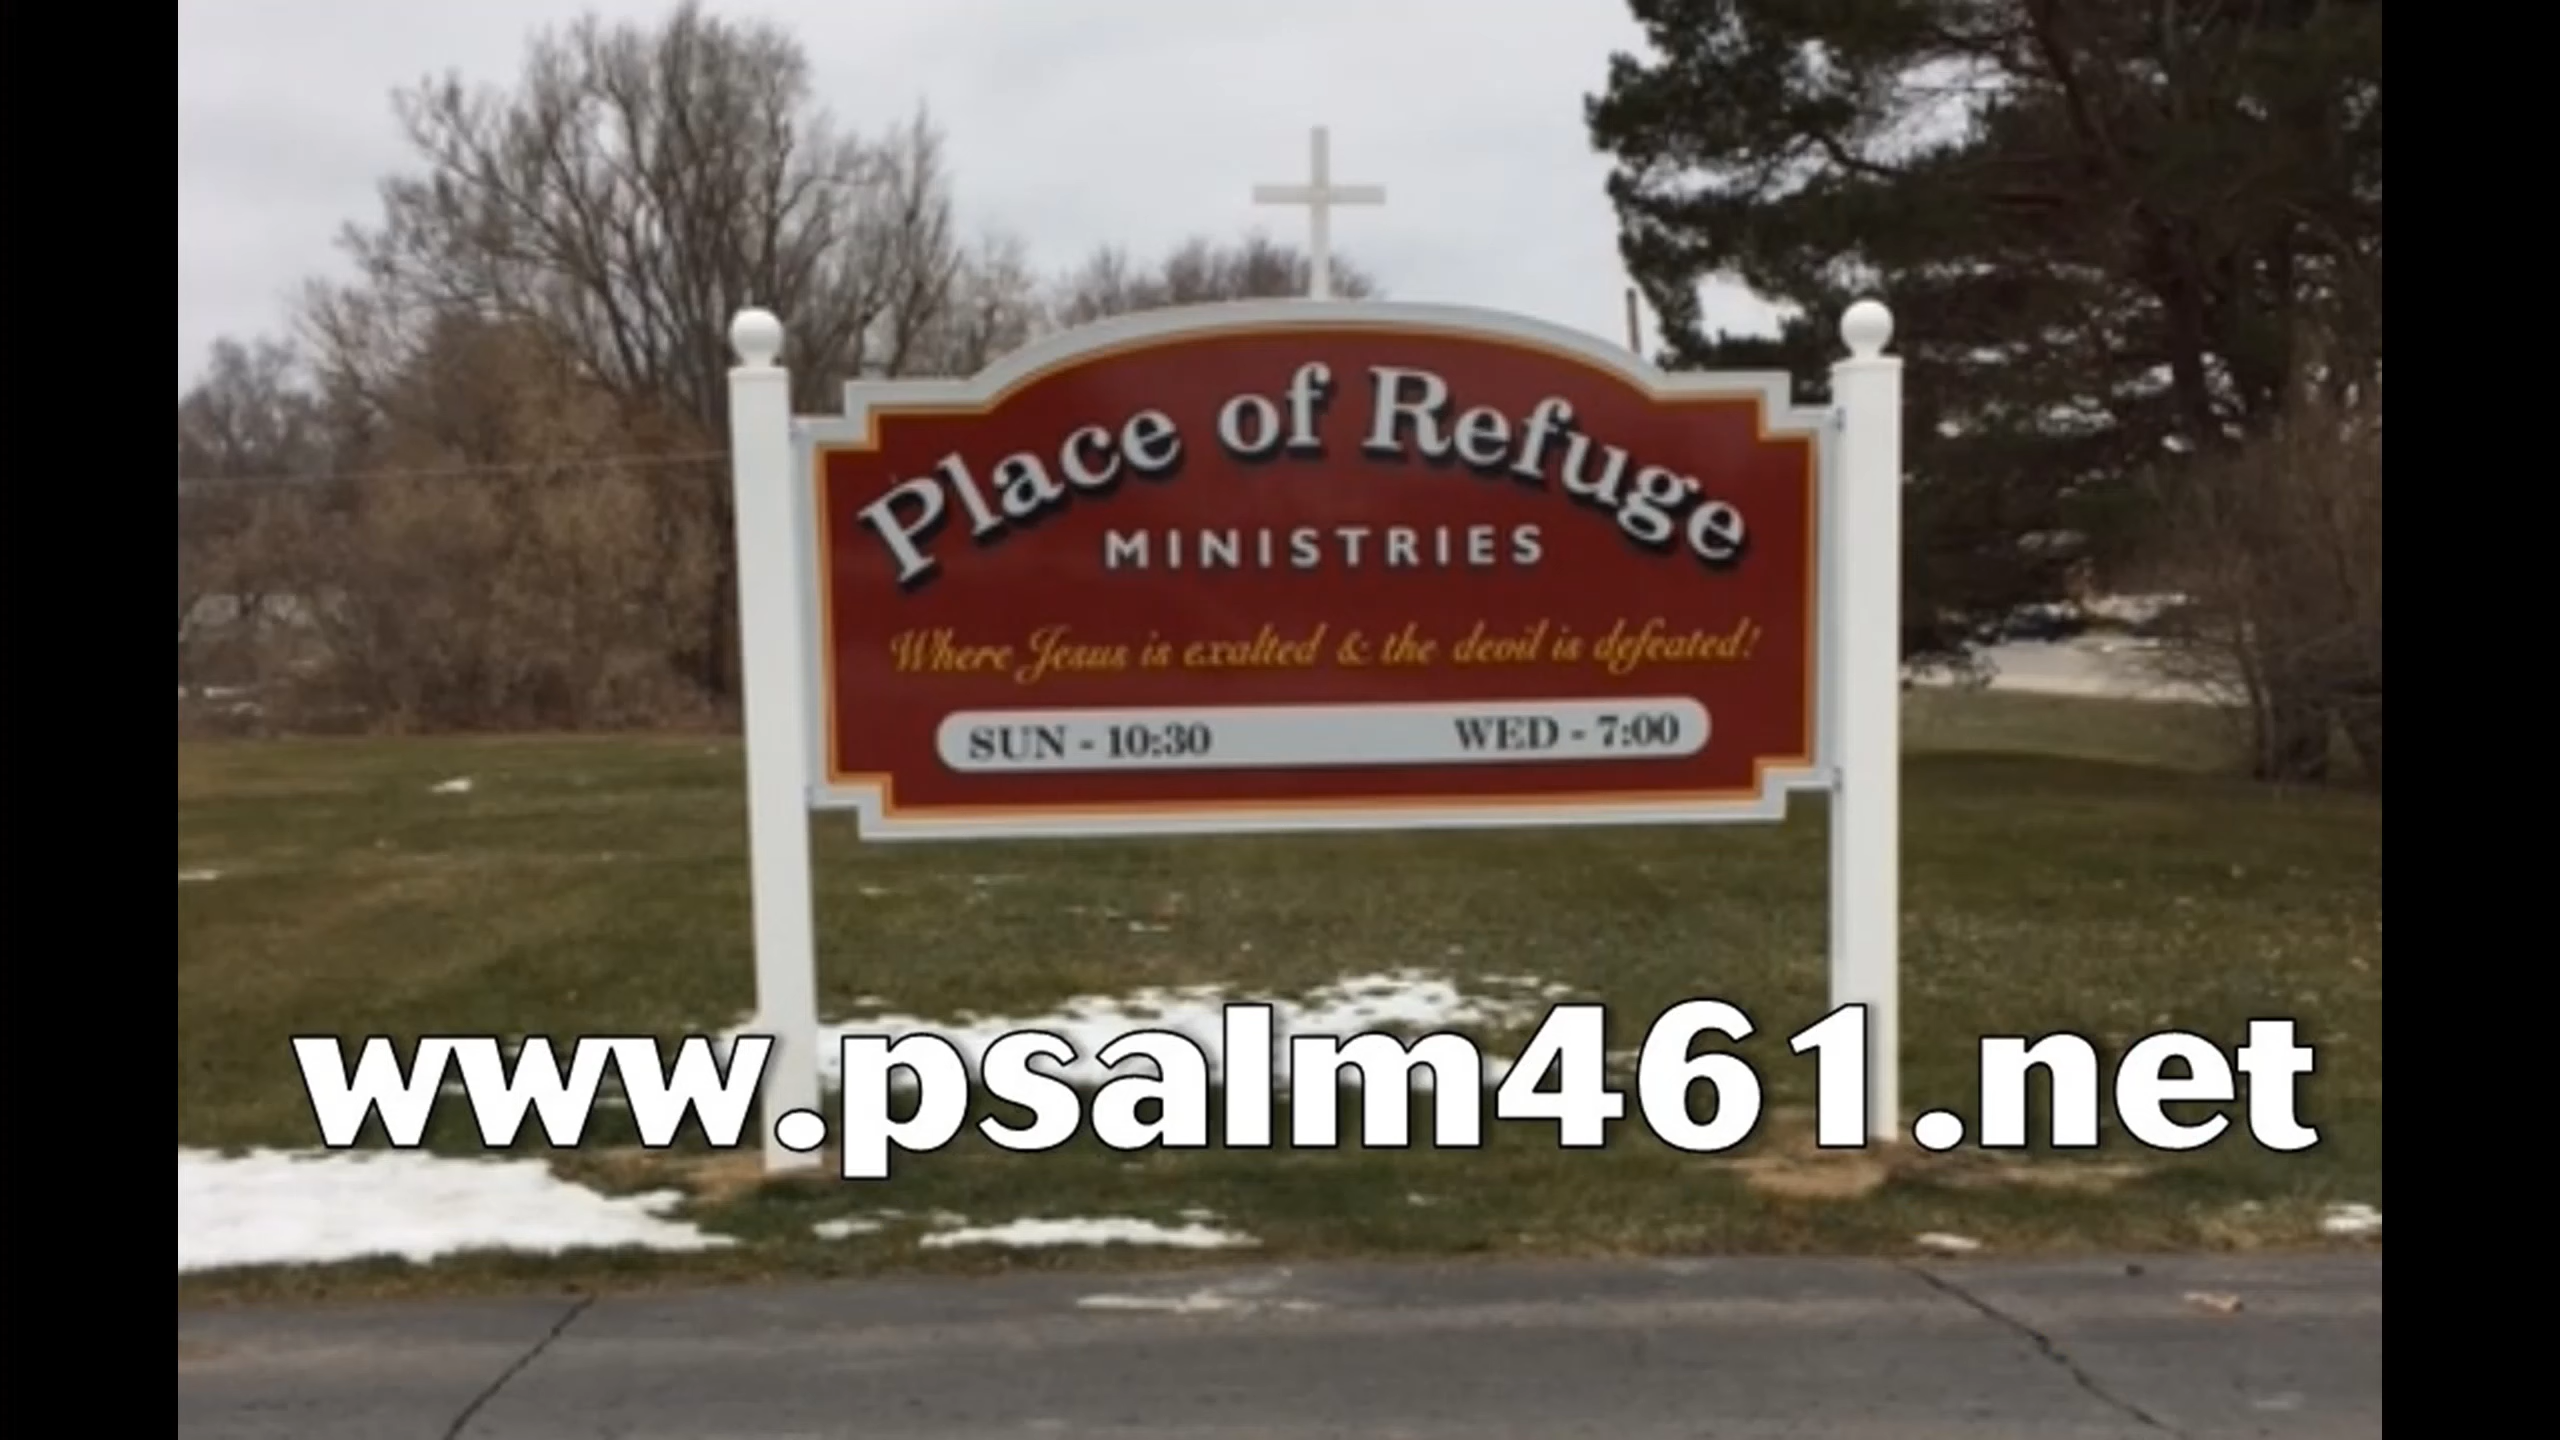 Place of Refuge
MINISTRIES
Where Jesus is exalted & the devil is defeated!
SUN - 10:30 WED - 7:00
www.psalm461.net